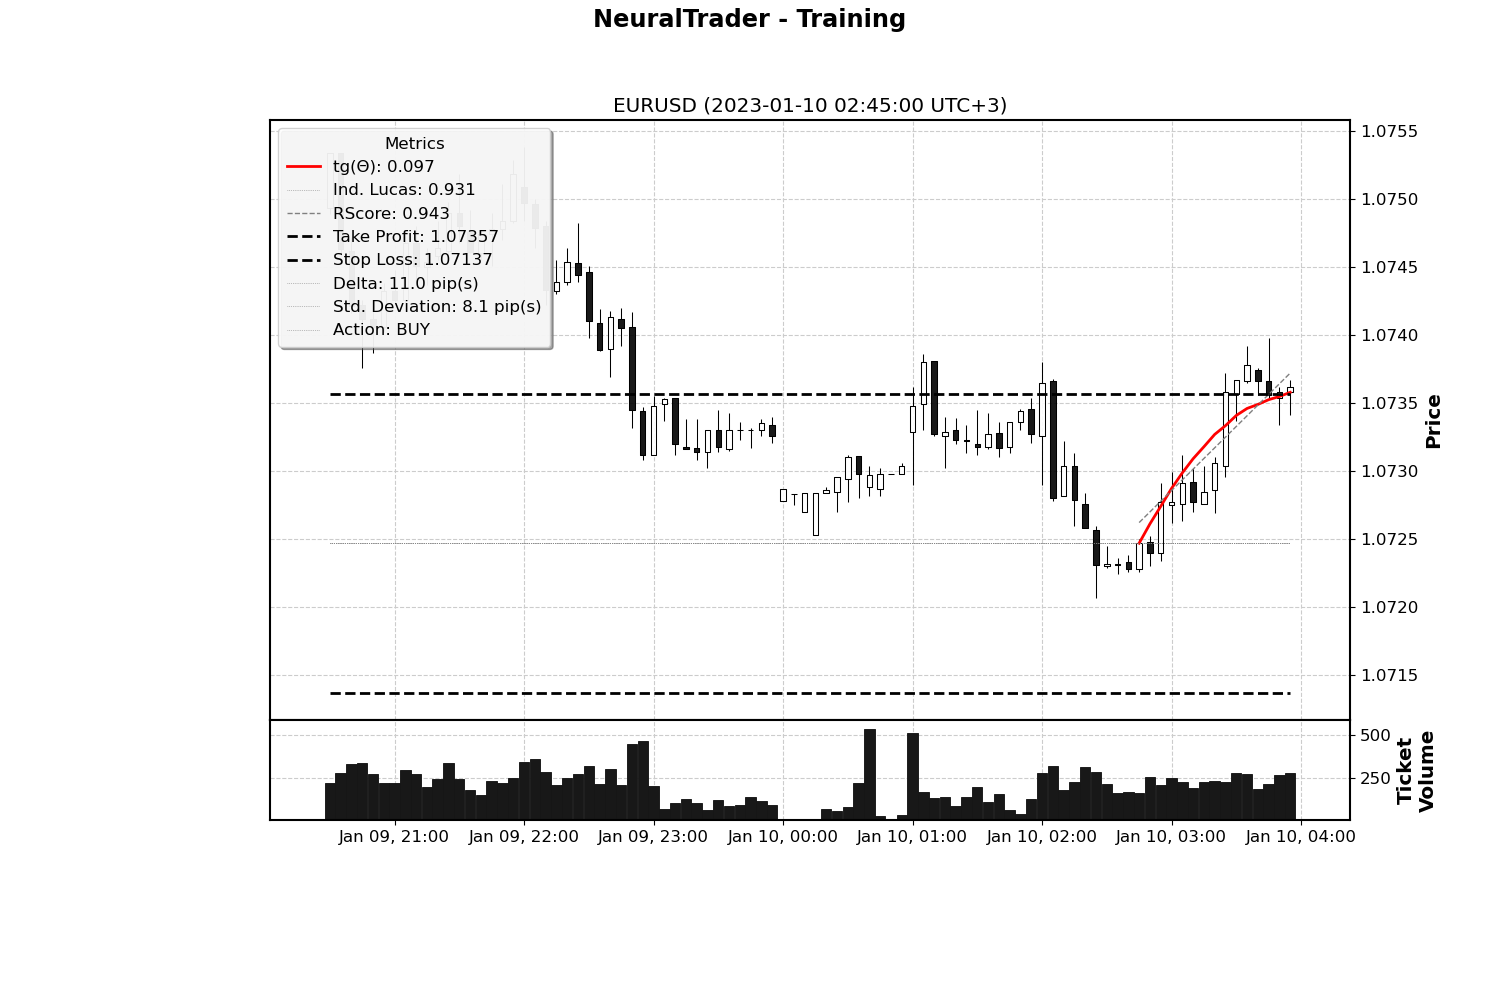 NeuralTrader - Training
EURUSD (2023-01-10 02:45:00 UTC+3)
Metrics
tg(Θ): 0.097
Ind. Lucas: 0.931
RScore: 0.943
Take Profit: 1.07357
Stop Loss: 1.07137
Delta: 11.0 pip(s)
Std. Deviation: 8.1 pip(s)
Action: BUY
1.0755
1.0750
1.0745
1.0740
1.0735
1.0730
1.0725
1.0720
1.0715
Price
500
250
Ticket
Volume
Jan 09, 21:00
Jan 09, 22:00
Jan 09, 23:00
Jan 10, 00:00
Jan 10, 01:00
Jan 10, 02:00
Jan 10, 03:00
Jan 10, 04:00